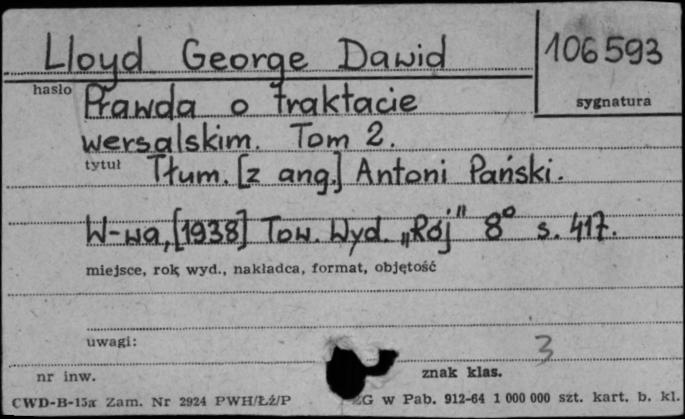 Lloyd George Dawid
106593
hasło
sygnatura
Prawda o traktacie
wersalskim. Tom 2.
tytuł
Tłum. [z ang.] Antoni Pański.
W-wa, [1938] Tow. Wyd. „Rój" 8° s. 417.
miejsce, rok wyd., nakładca, format, objętość
uwagi:
3
nr inw.
znak klas.
CWD-B-15a Zam. Nr 2924 PWH/Łź/P
ZG w Pab. 912-64 1 000 000 szt. kart. b. kl.